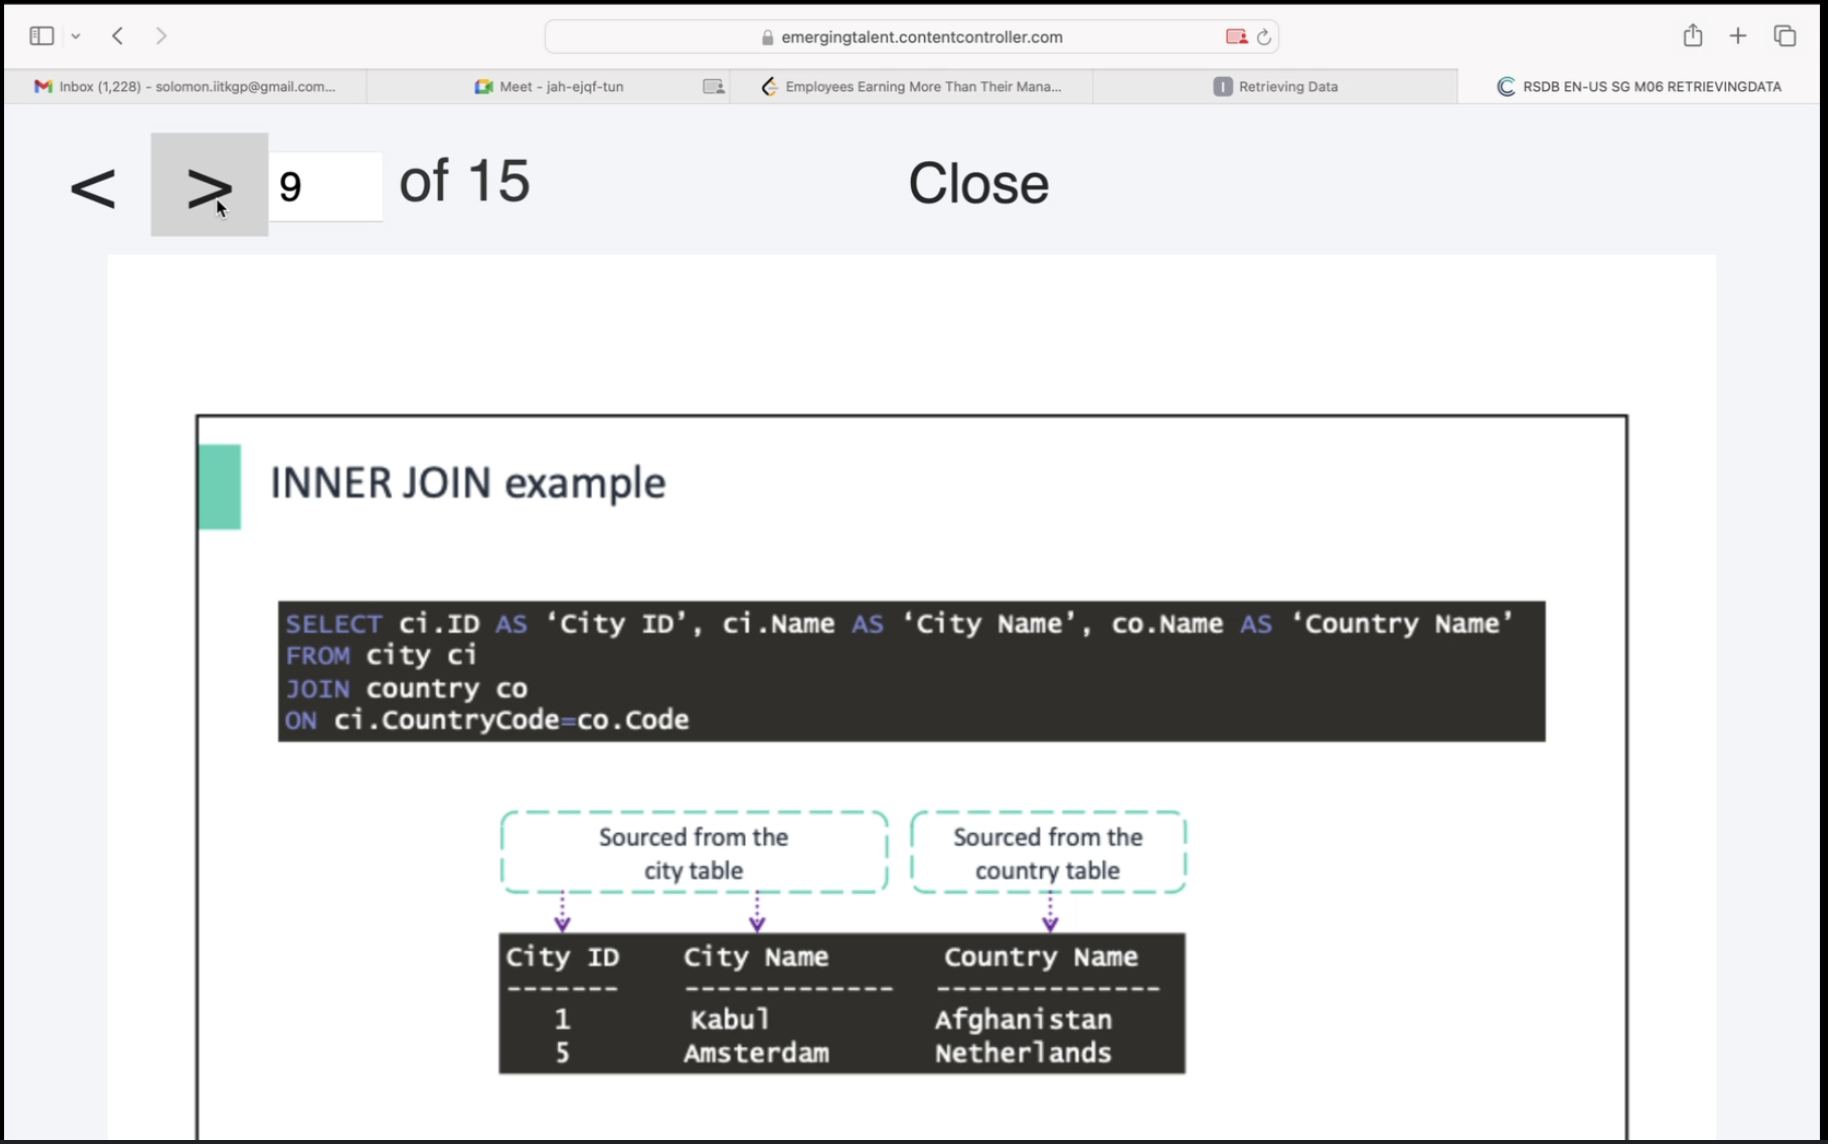 emergingtalent.contentcontroller.com
Inbox (1,228) - solomon.iitkgp@gmail.com...
Meet - jah-ejqf-tun
Employees Earning More Than Their Mana...
Retrieving Data
RSDB EN-US SG M06 RETRIEVINGDATA
< > 9 of 15
Close
INNER JOIN example
SELECT ci.ID AS ‘City ID’, ci.Name AS ‘City Name’, co.Name AS ‘Country Name’
FROM city ci
JOIN country co
ON ci.CountryCode=co.Code
Sourced from the
city table
Sourced from the
country table
City ID City Name Country Name
------- ------------- --------------
1 Kabul Afghanistan
5 Amsterdam Netherlands